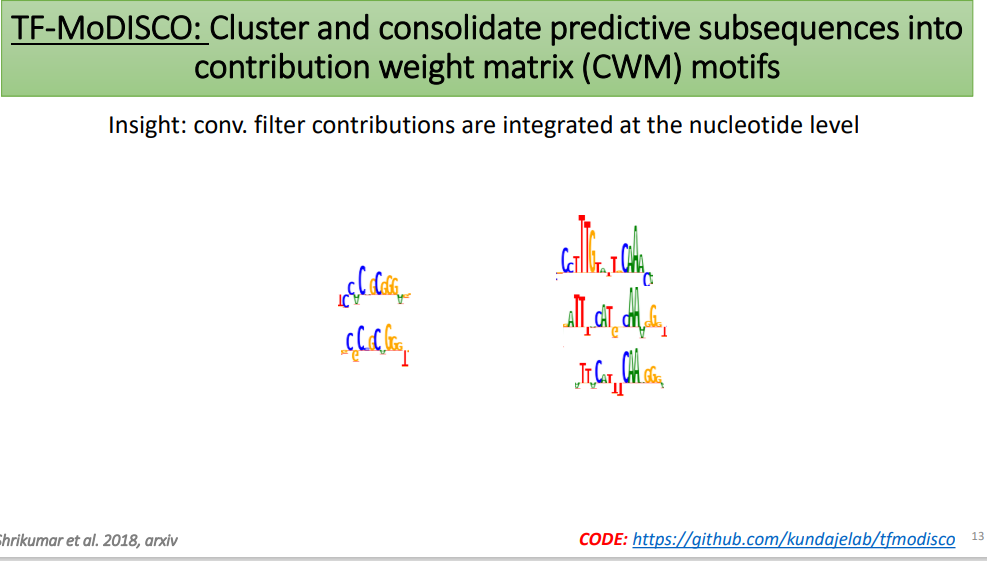 TF-MoDISCO: Cluster and consolidate predictive subsequences into
contribution weight matrix (CWM) motifs
Insight: conv. filter contributions are integrated at the nucleotide level
Shrikumar et al. 2018, arxiv
CODE: https://github.com/kundajelab/tfmodisco
13